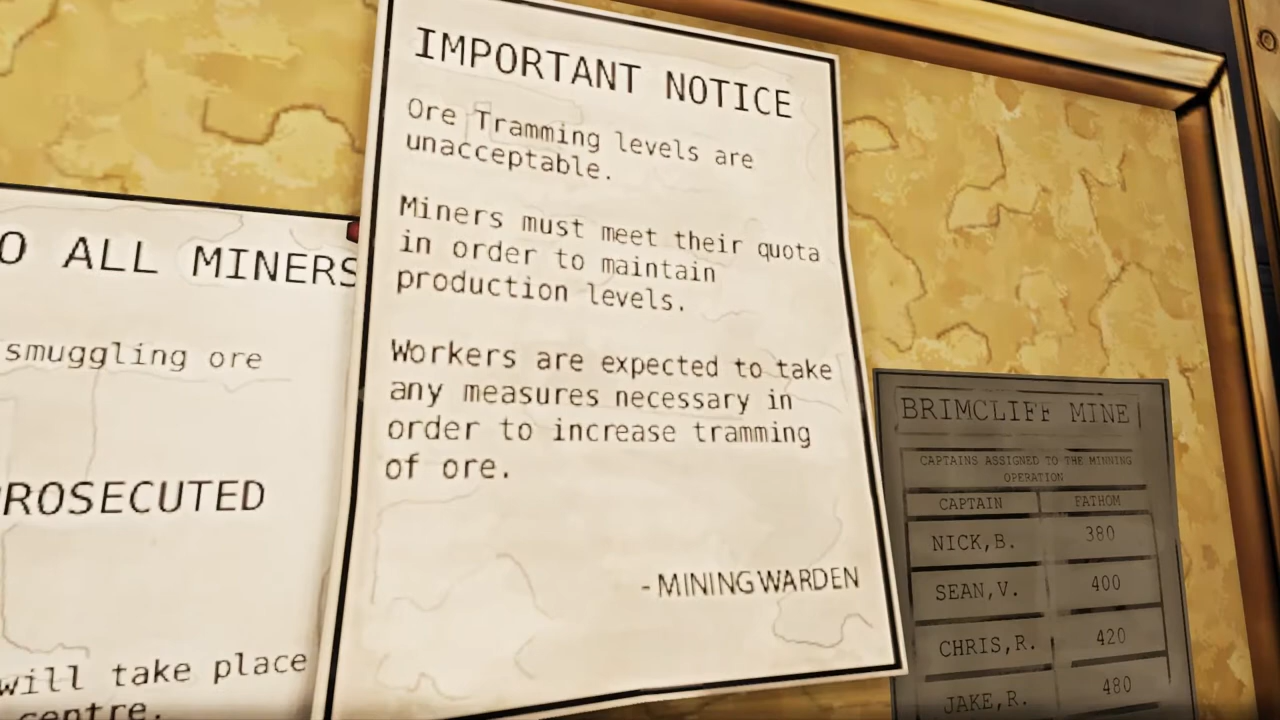 O ALL MINERS
smuggling ore
ROSECUTED
will take place
centre.
IMPORTANT NOTICE
Ore Tramming levels are
unacceptable.
Miners must meet their quota
in order to maintain
production levels.
Workers are expected to take
any measures necessary in
order to increase tramming
of ore.
- MINING WARDEN
BRIMCLIFF MINE
CAPTAINS ASSIGNED TO THE MINNING
OPERATION
CAPTAIN FATHOM
NICK,B. 380
SEAN,V. 400
CHRIS,R. 420
JAKE,R. 480